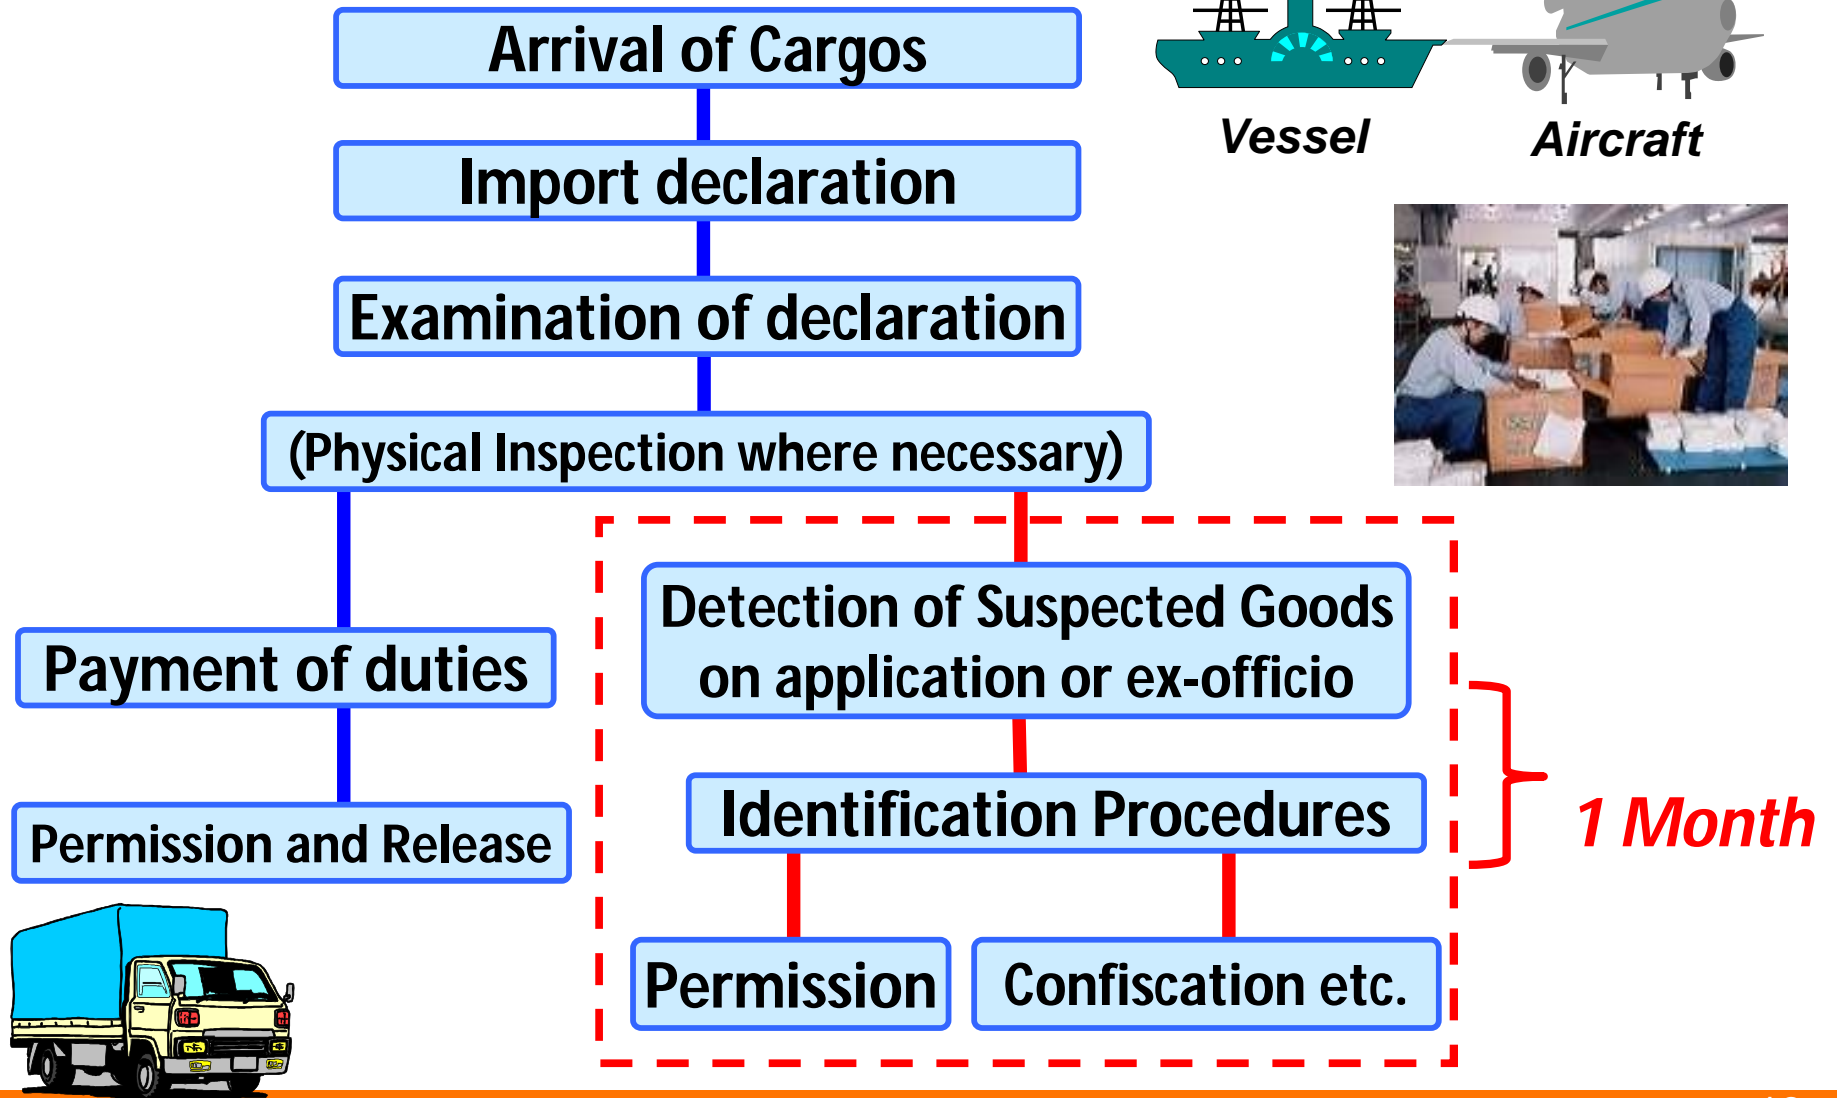 Arrival of Cargos
Vessel
Aircraft
Import declaration
Examination of declaration
(Physical Inspection where necessary)
Detection of Suspected Goods
on application or ex-officio
Payment of duties
Identification Procedures
1 Month
Permission and Release
Permission
Confiscation etc.